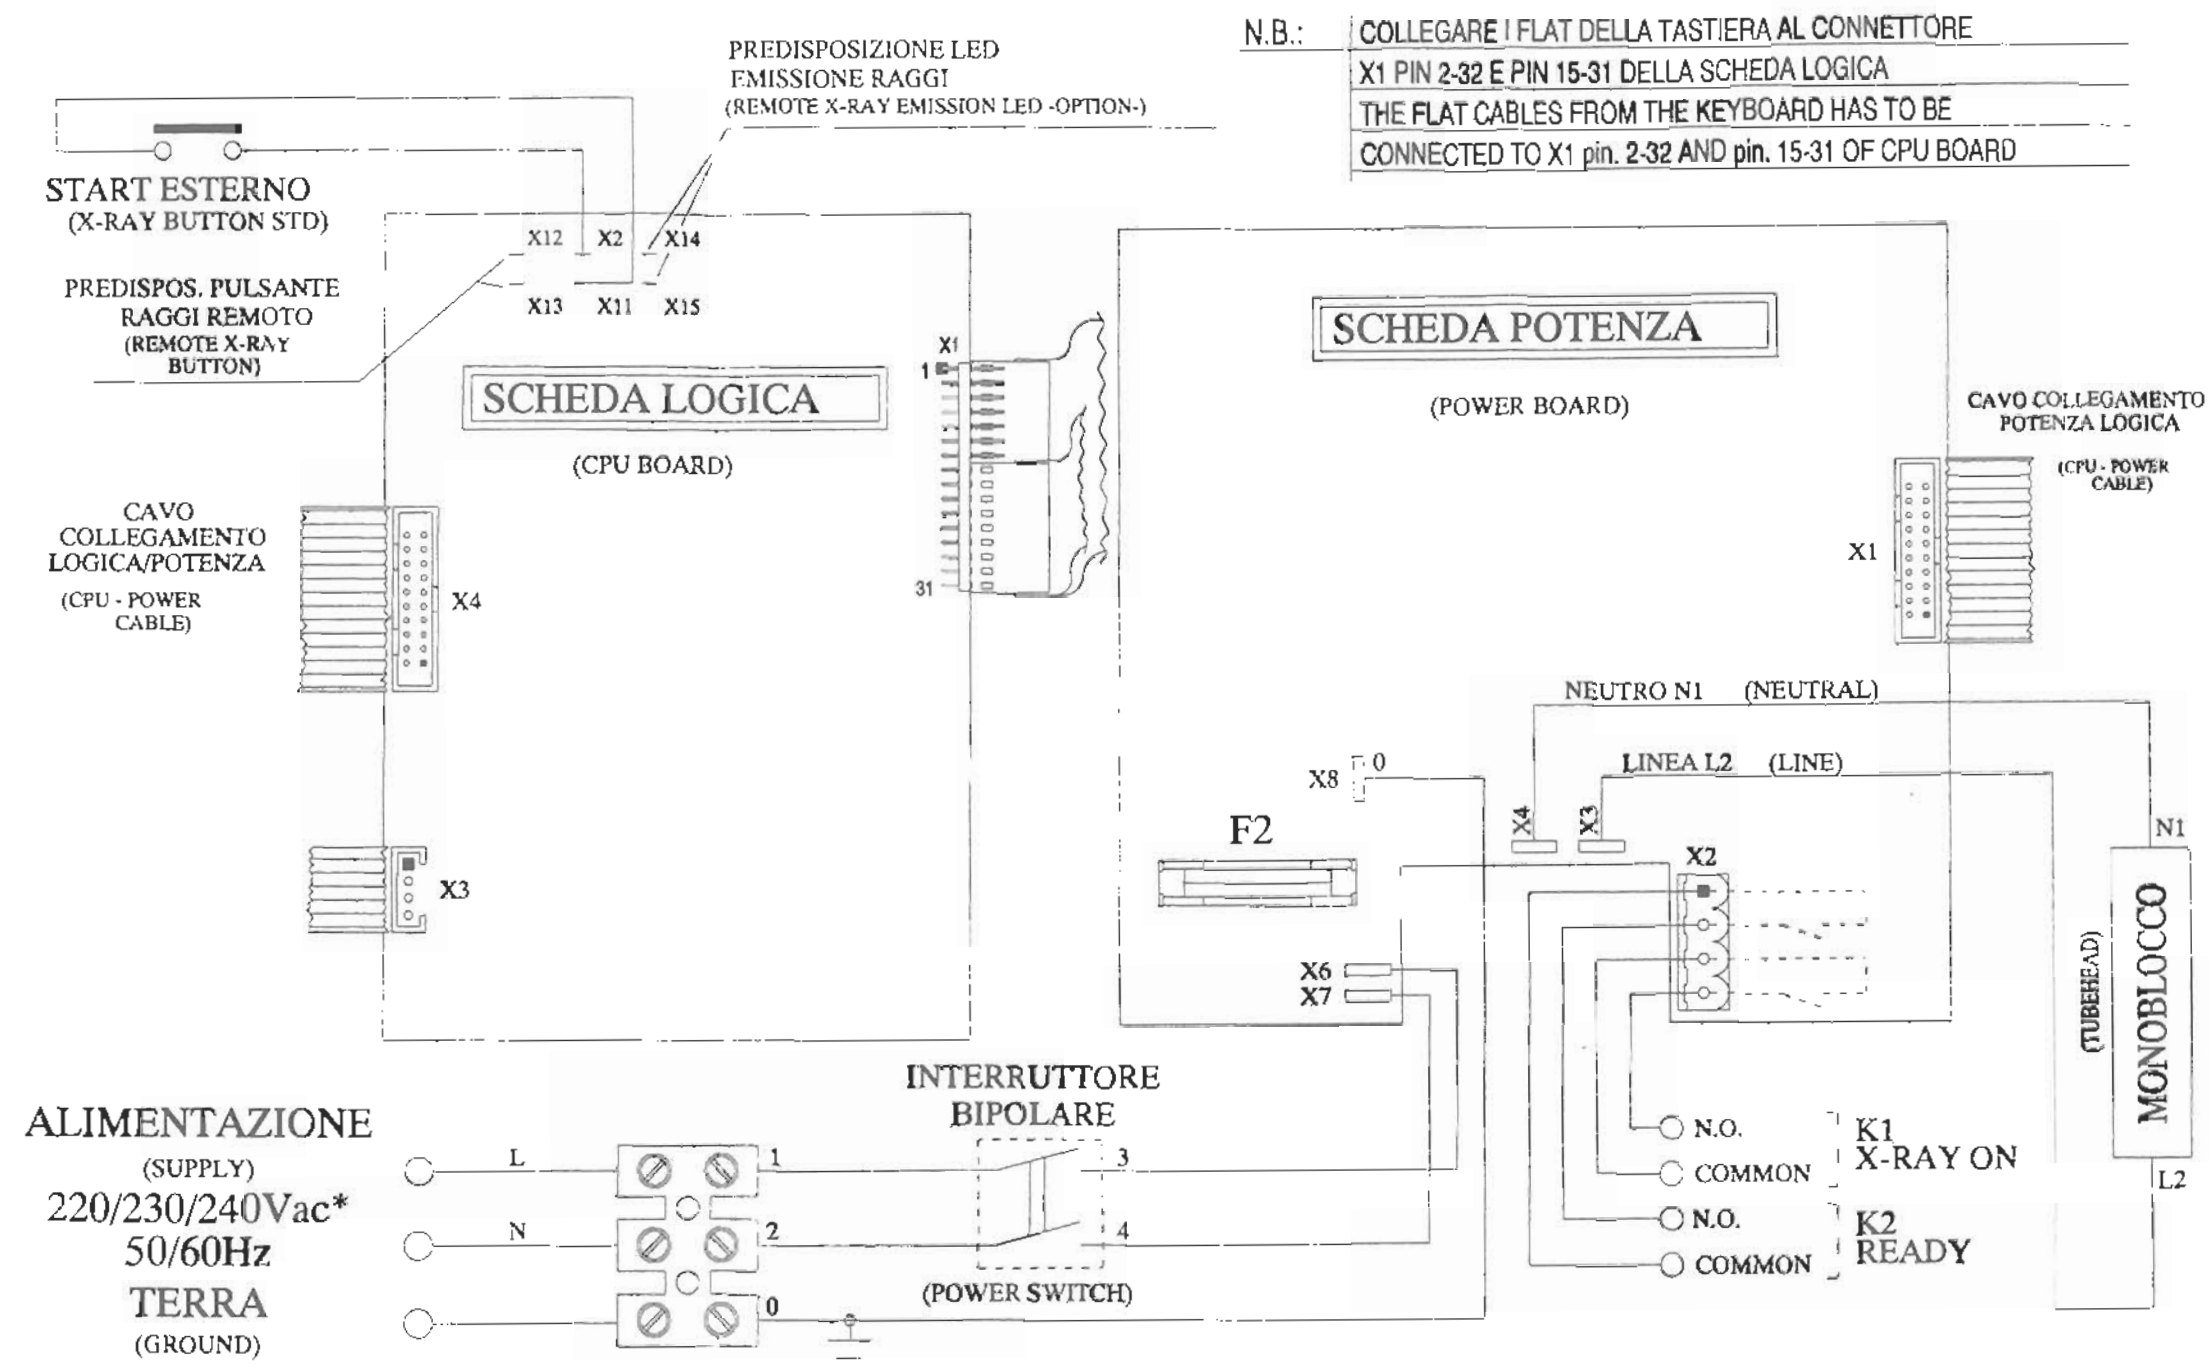 N.B.:
COLLEGARE I FLAT DELLA TASTIERA AL CONNETTORE
X1 PIN 2-32 E PIN 15-31 DELLA SCHEDA LOGICA
THE FLAT CABLES FROM THE KEYBOARD HAS TO BE
CONNECTED TO X1 pin. 2-32 AND pin. 15-31 OF CPU BOARD
PREDISPOSIZIONE LED
EMISSIONE RAGGI
(REMOTE X-RAY EMISSION LED -OPTION-)
START ESTERNO
(X-RAY BUTTON STD)
PREDISPOS. PULSANTE
RAGGI REMOTO
(REMOTE X-RAY
BUTTON)
X12 X2 X14
X13 X11 X15
SCHEDA LOGICA
(CPU BOARD)
X1
1
31
CAVO
COLLEGAMENTO
LOGICA/POTENZA
(CPU - POWER
CABLE)
X4
X3
SCHEDA POTENZA
(POWER BOARD)
CAVO COLLEGAMENTO
POTENZA LOGICA
(CPU - POWER
CABLE)
X1
NEUTRO N1 (NEUTRAL)
LINEA L2 (LINE)
X8
0
F2
X4
X3
X2
X6
X7
N1
MONOBLOCCO
(TUBEHEAD)
L2
N.O.
COMMON
K1
X-RAY ON
N.O.
COMMON
K2
READY
INTERRUTTORE
BIPOLARE
(POWER SWITCH)
ALIMENTAZIONE
(SUPPLY)
220/230/240Vac*
50/60Hz
TERRA
(GROUND)
L
N
1
2
0
3
4